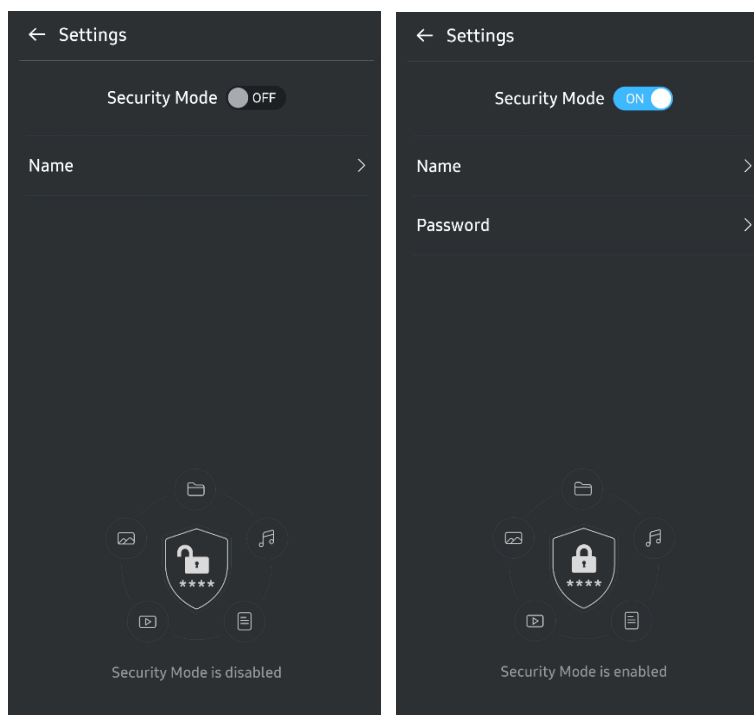 Settings
Security Mode OFF
Name
****
Security Mode is disabled
Settings
Security Mode ON
Name
Password
****
Security Mode is enabled